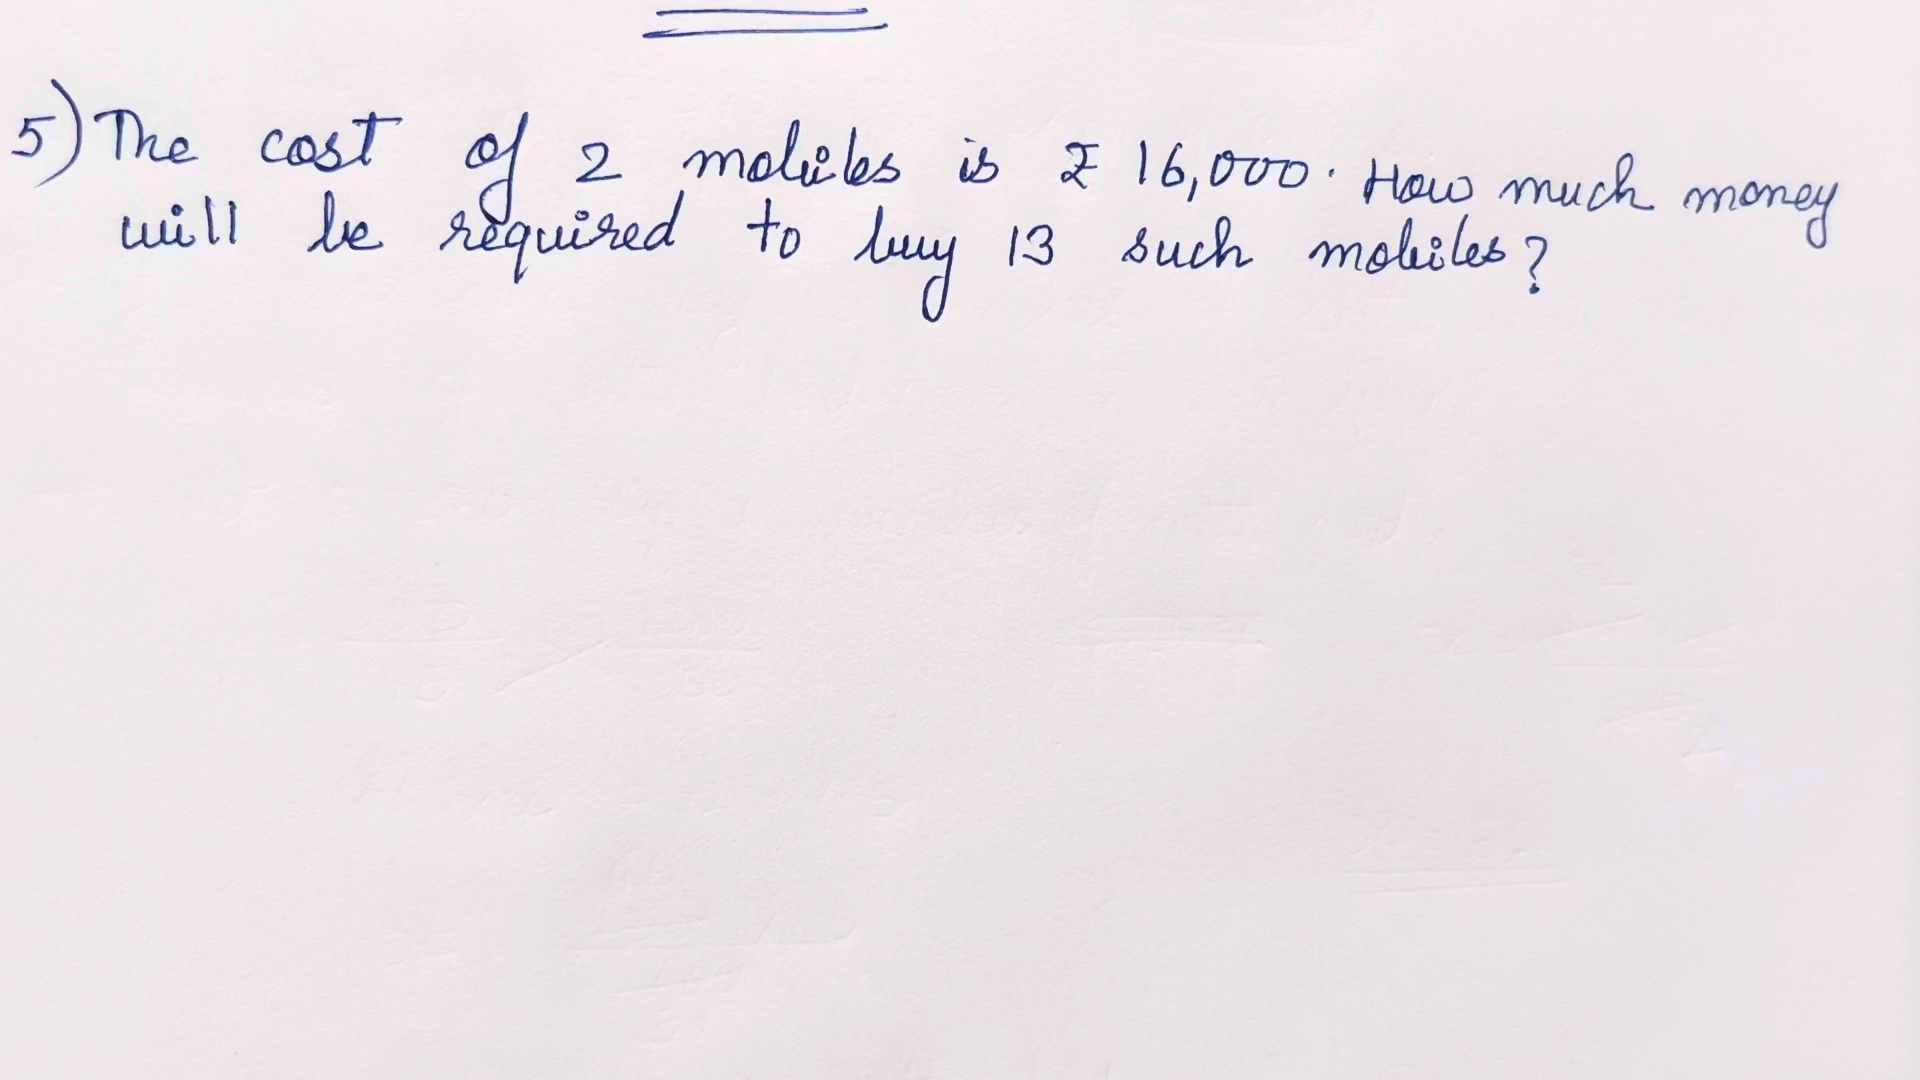 5) The cost of 2 mobiles is ₹ 16,000. How much money
will be required to buy 13 such mobiles?